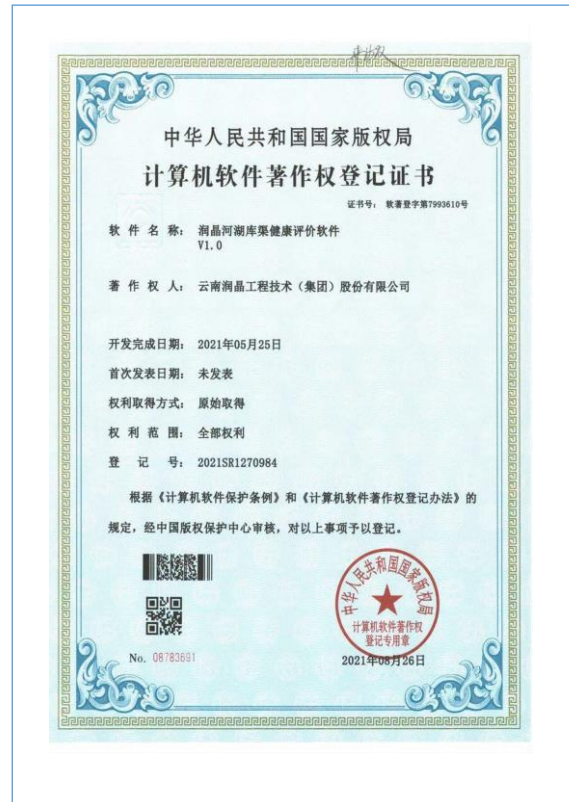 中华人民共和国国家版权局
计算机软件著作权登记证书
证书号： 软著登字第7993610号
软件名称： 润晶河湖库渠健康评价软件
V1.0
著作权人： 云南润晶工程技术（集团）股份有限公司
开发完成日期： 2021年05月25日
首次发表日期： 未发表
权利取得方式： 原始取得
权利范围： 全部权利
登记号： 2021SR1270984
根据《计算机软件保护条例》和《计算机软件著作权登记办法》的
规定，经中国版权保护中心审核，对以上事项予以登记。
中华人民共和国国家版权局
计算机软件著作权
登记专用章
No. 08783691
2021年08月26日